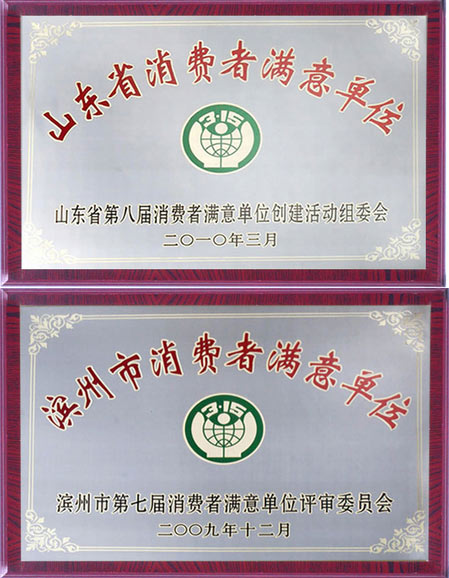 山东省消费者满意单位
3·15
山东省第八届消费者满意单位创建活动组委会
二〇一〇年三月
滨州市消费者满意单位
3·15
滨州市第七届消费者满意单位评审委员会
二〇〇九年十二月